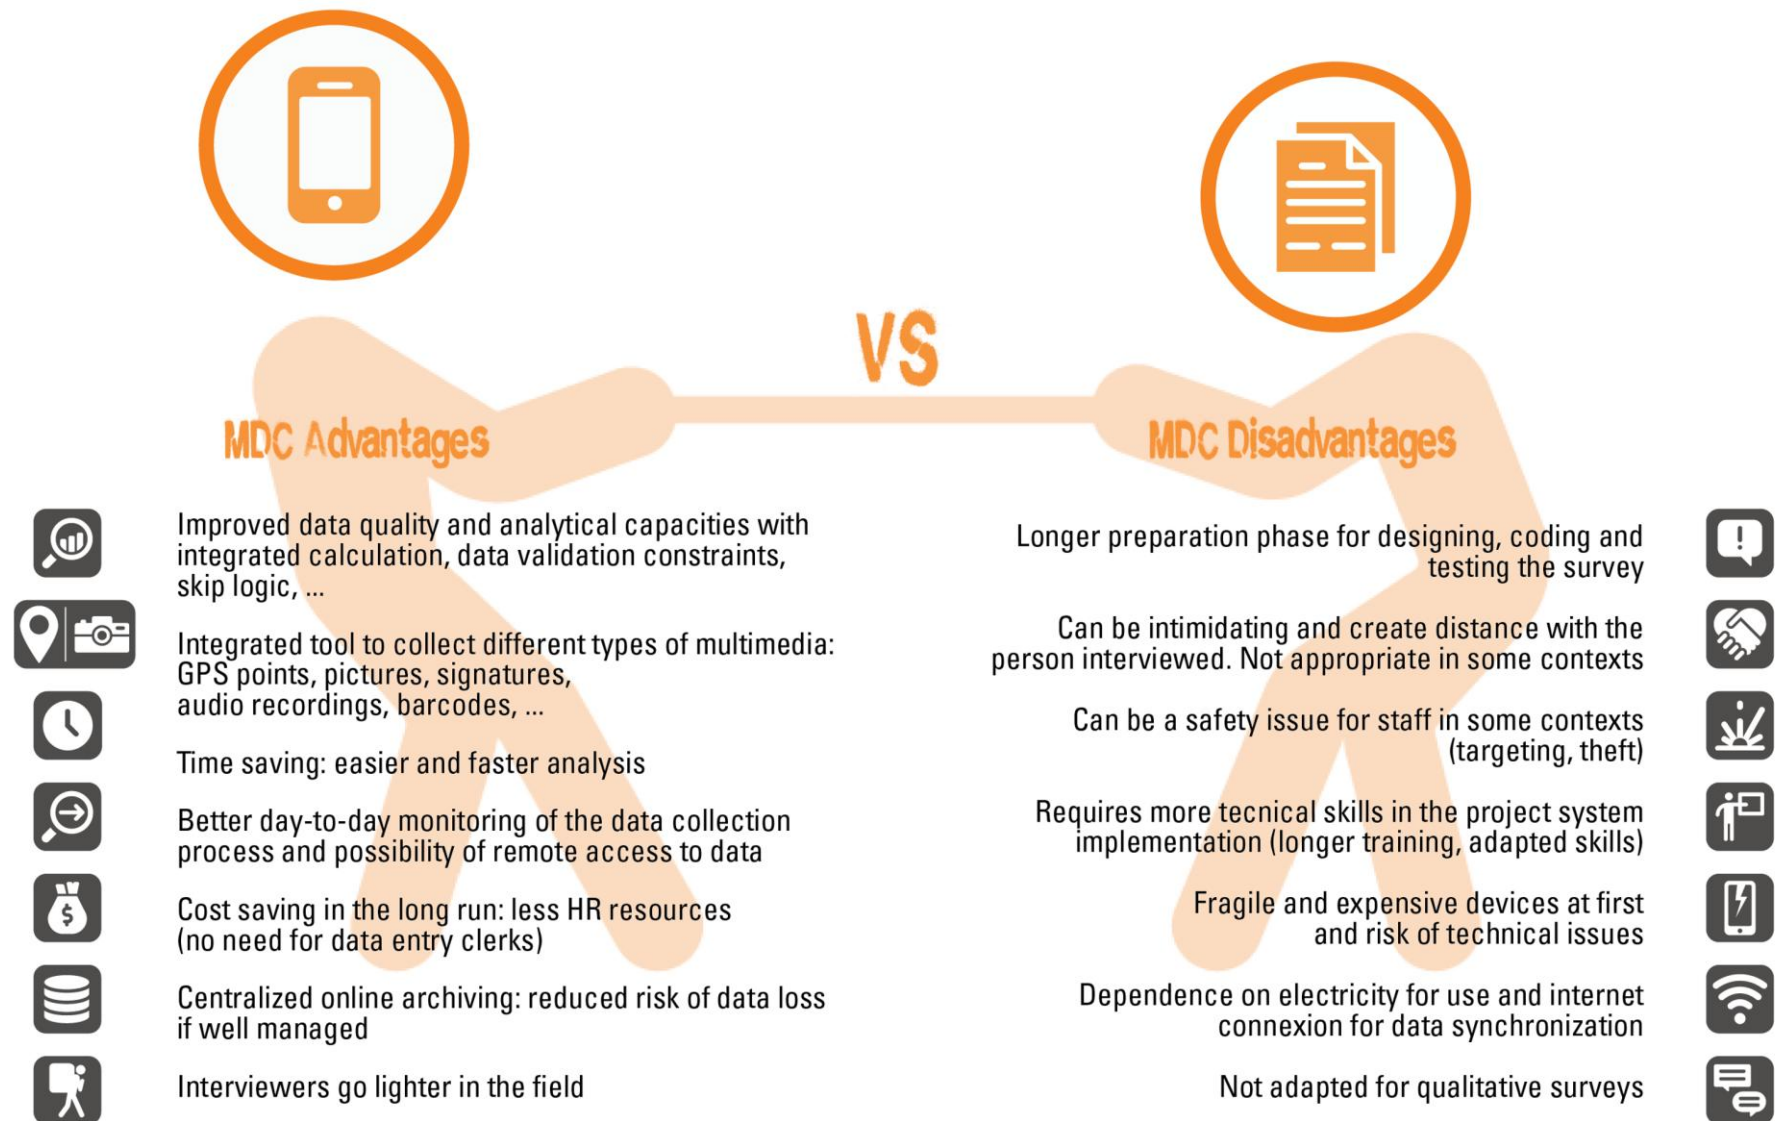 VS
MDC Advantages
Improved data quality and analytical capacities with
integrated calculation, data validation constraints,
skip logic, ...
Integrated tool to collect different types of multimedia:
GPS points, pictures, signatures,
audio recordings, barcodes, ...
Time saving: easier and faster analysis
Better day-to-day monitoring of the data collection
process and possibility of remote access to data
$
Cost saving in the long run: less HR resources
(no need for data entry clerks)
Centralized online archiving: reduced risk of data loss
if well managed
Interviewers go lighter in the field
MDC Disadvantages
Longer preparation phase for designing, coding and
testing the survey
Can be intimidating and create distance with the
person interviewed. Not appropriate in some contexts
Can be a safety issue for staff in some contexts
(targeting, theft)
Requires more tecnical skills in the project system
implementation (longer training, adapted skills)
Fragile and expensive devices at first
and risk of technical issues
Dependence on electricity for use and internet
connexion for data synchronization
Not adapted for qualitative surveys